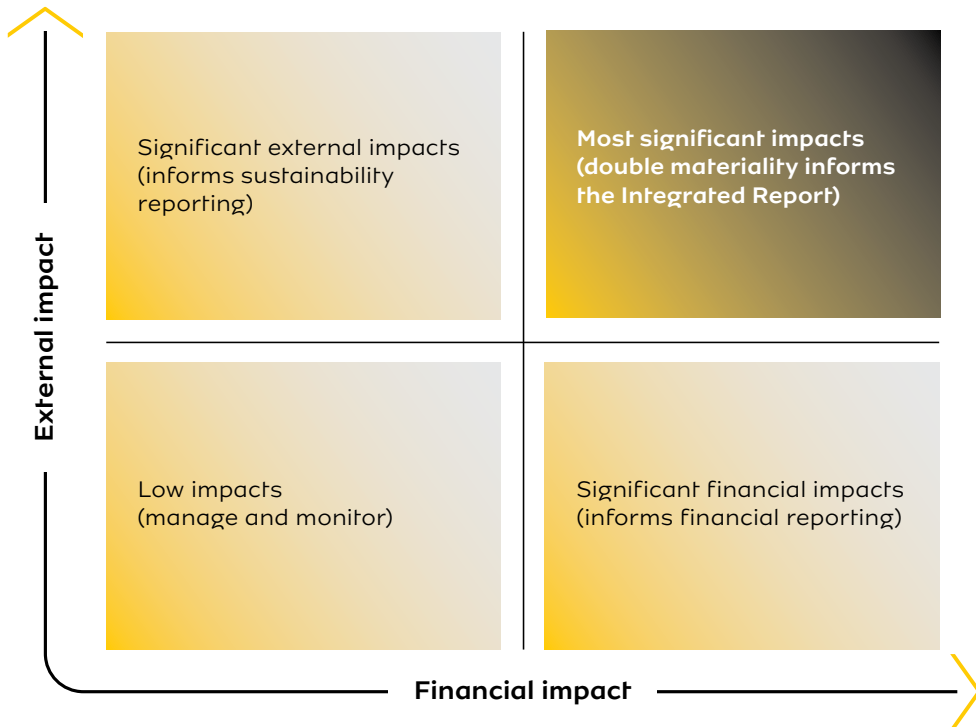 Significant external impacts
(informs sustainability
reporting)
Most significant impacts
(double materiality informs
the Integrated Report)
External impact
Low impacts
(manage and monitor)
Significant financial impacts
(informs financial reporting)
Financial impact